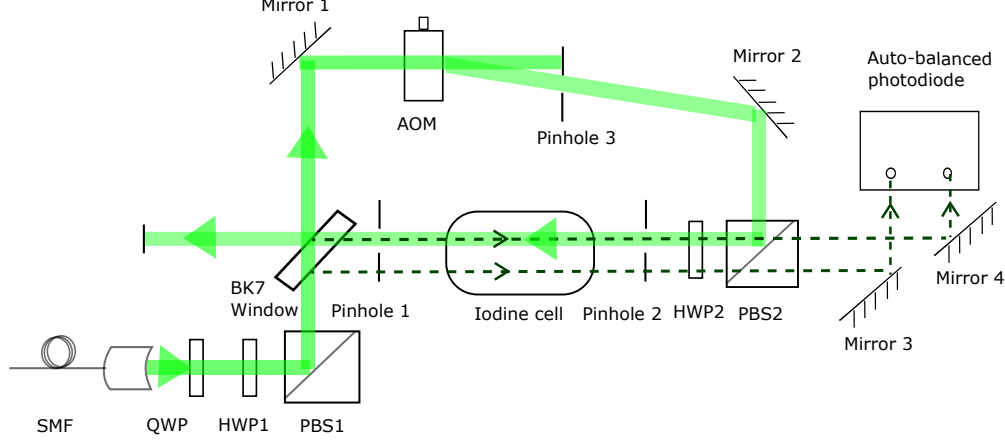 Mirror 1
Mirror 2
Auto-balanced
photodiode
AOM
Pinhole 3
BK7
Window
Pinhole 1
Iodine cell
Pinhole 2
HWP2
PBS2
Mirror 4
Mirror 3
SMF
QWP
HWP1
PBS1